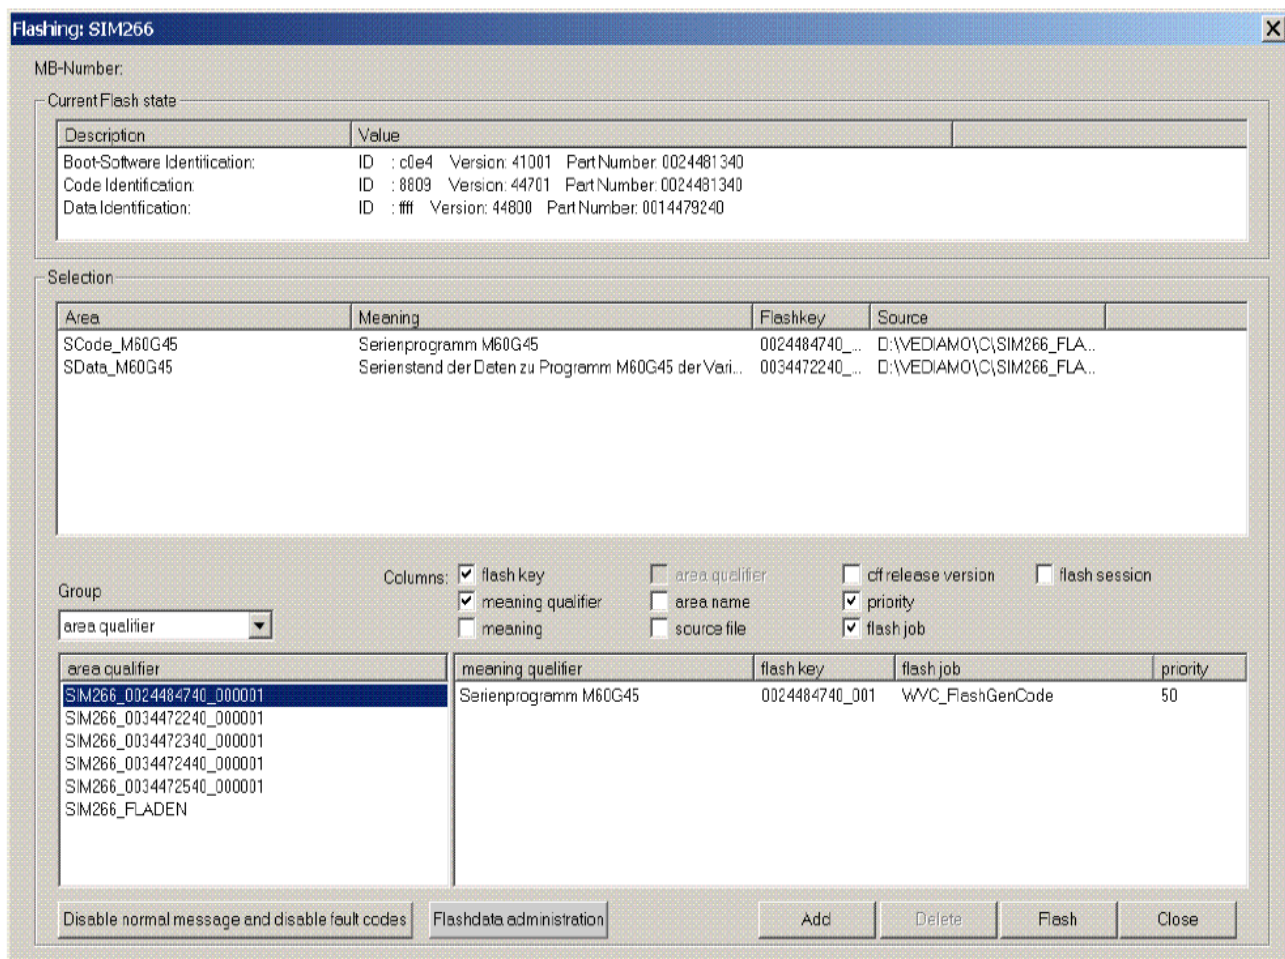 Flashing: SIM266
MB-Number:
Current Flash state
Description Value
Boot-Software Identification: ID : c0e4 Version: 41001 Part Number: 0024481340
Code Identification: ID : 8809 Version: 44701 Part Number: 0024481340
Data Identification: ID : ffff Version: 44800 Part Number: 0014479240
Selection
Area Meaning Flashkey Source
SCode_M60G45 Serienprogramm M60G45 0024484740_... D:\VEDIAMO\C\SIM266_FLA...
SData_M60G45 Serienstand der Daten zu Programm M60G45 der Vari... 0034472240_... D:\VEDIAMO\C\SIM266_FLA...
Columns: flash key area qualifier cff release version flash session
Group
meaning qualifier area name priority
area qualifier
meaning source file flash job
area qualifier meaning qualifier flash key flash job priority
SIM266_0024484740_000001 Serienprogramm M60G45 0024484740_001 WVC_FlashGenCode 50
SIM266_0034472240_000001
SIM266_0034472340_000001
SIM266_0034472440_000001
SIM266_0034472540_000001
SIM266_FLADEN
Disable normal message and disable fault codes Flashdata administration Add Delete Flash Close